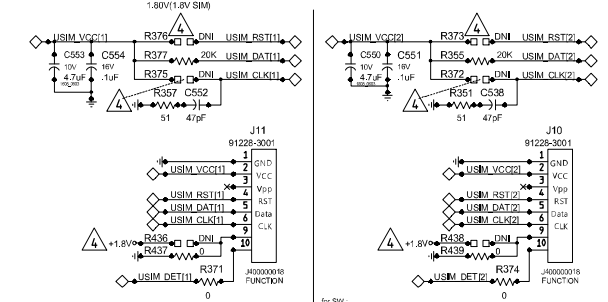 1.80V(1.8V SIM)
4
USIM_VCC[1] R376 DNI USIM_RST[1]
C553 C554 R377 20K USIM_DAT[1]
10V 16V
4.7uF .1uF R375 DNI USIM_CLK[1]
4 R357 C552
51 47pF
J11
91228-3001
1 GND
USIM_VCC[1] 2 VCC
3 Vpp
USIM_RST[1] 4 RST
USIM_DAT[1] 5 Data
USIM_CLK[1] 6 CLK
4 +1.8V R436 DNI 9
R437 0 10
USIM_DET[1] R371 J400000018
FUNCTION
0
4
USIM_VCC[2] R373 DNI USIM_RST[2]
C550 C551 R355 20K USIM_DAT[2]
10V 16V
4.7uF .1uF R372 DNI USIM_CLK[2]
4 R351 C538
51 47pF
J10
91228-3001
1 GND
USIM_VCC[2] 2 VCC
3 Vpp
USIM_RST[2] 4 RST
USIM_DAT[2] 5 Data
USIM_CLK[2] 6 CLK
4 +1.8V R438 DNI 9
R439 0 10
USIM_DET[2] R374 J400000018
FUNCTION
0
for SW :